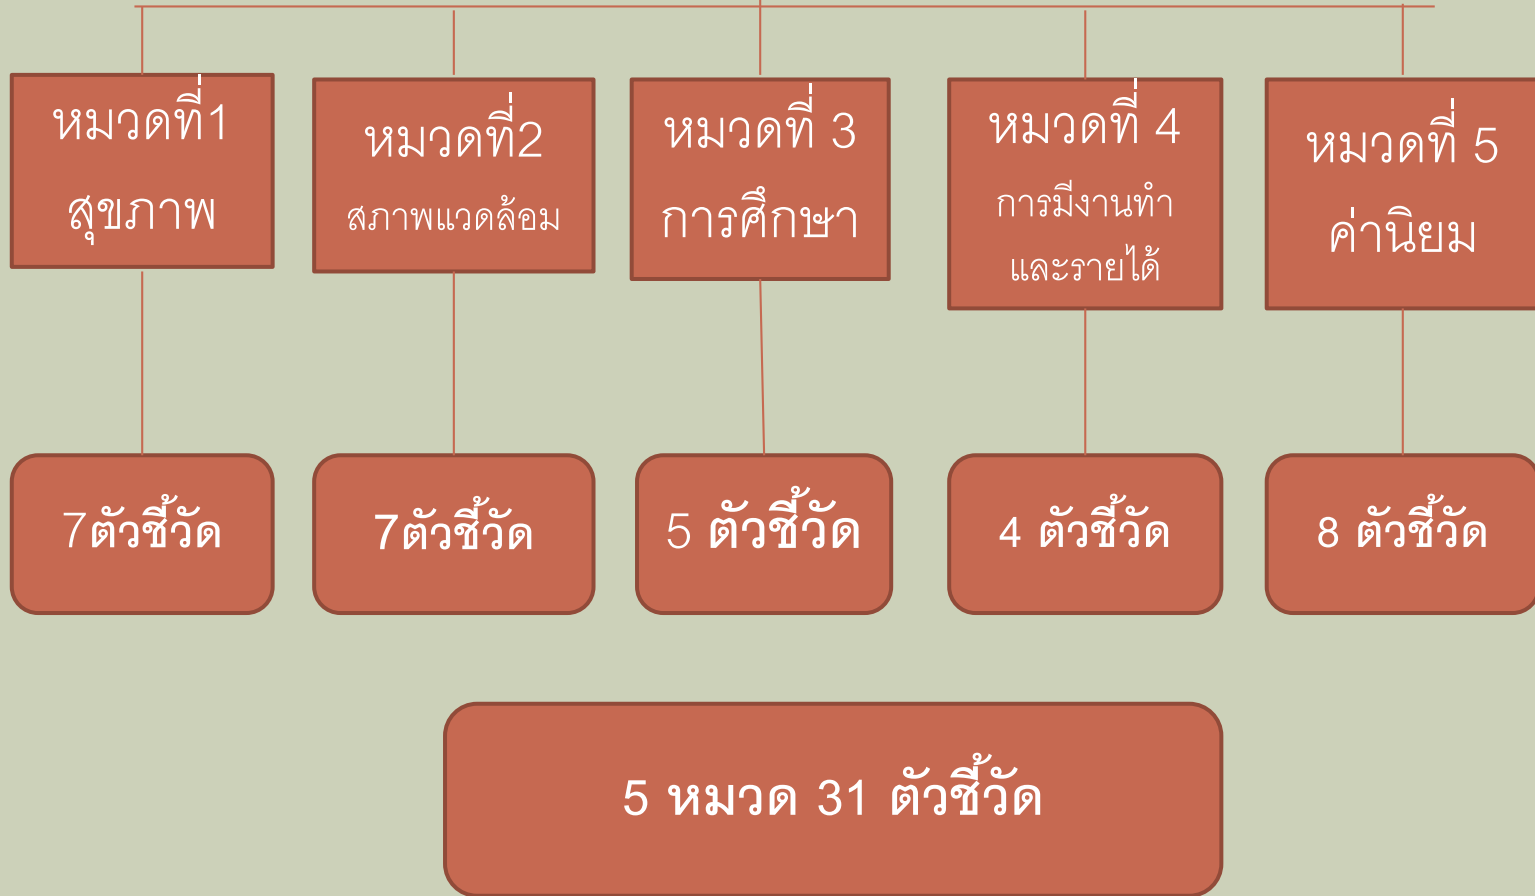 หมวดที่1
สุขภาพ
หมวดที่2
สภาพแวดล้อม
หมวดที่ 3
การศึกษา
หมวดที่ 4
การมีงานทำ
และรายได้
หมวดที่ 5
ค่านิยม
7ตัวชี้วัด
7ตัวชี้วัด
5 ตัวชี้วัด
4 ตัวชี้วัด
8 ตัวชี้วัด
5 หมวด 31 ตัวชี้วัด